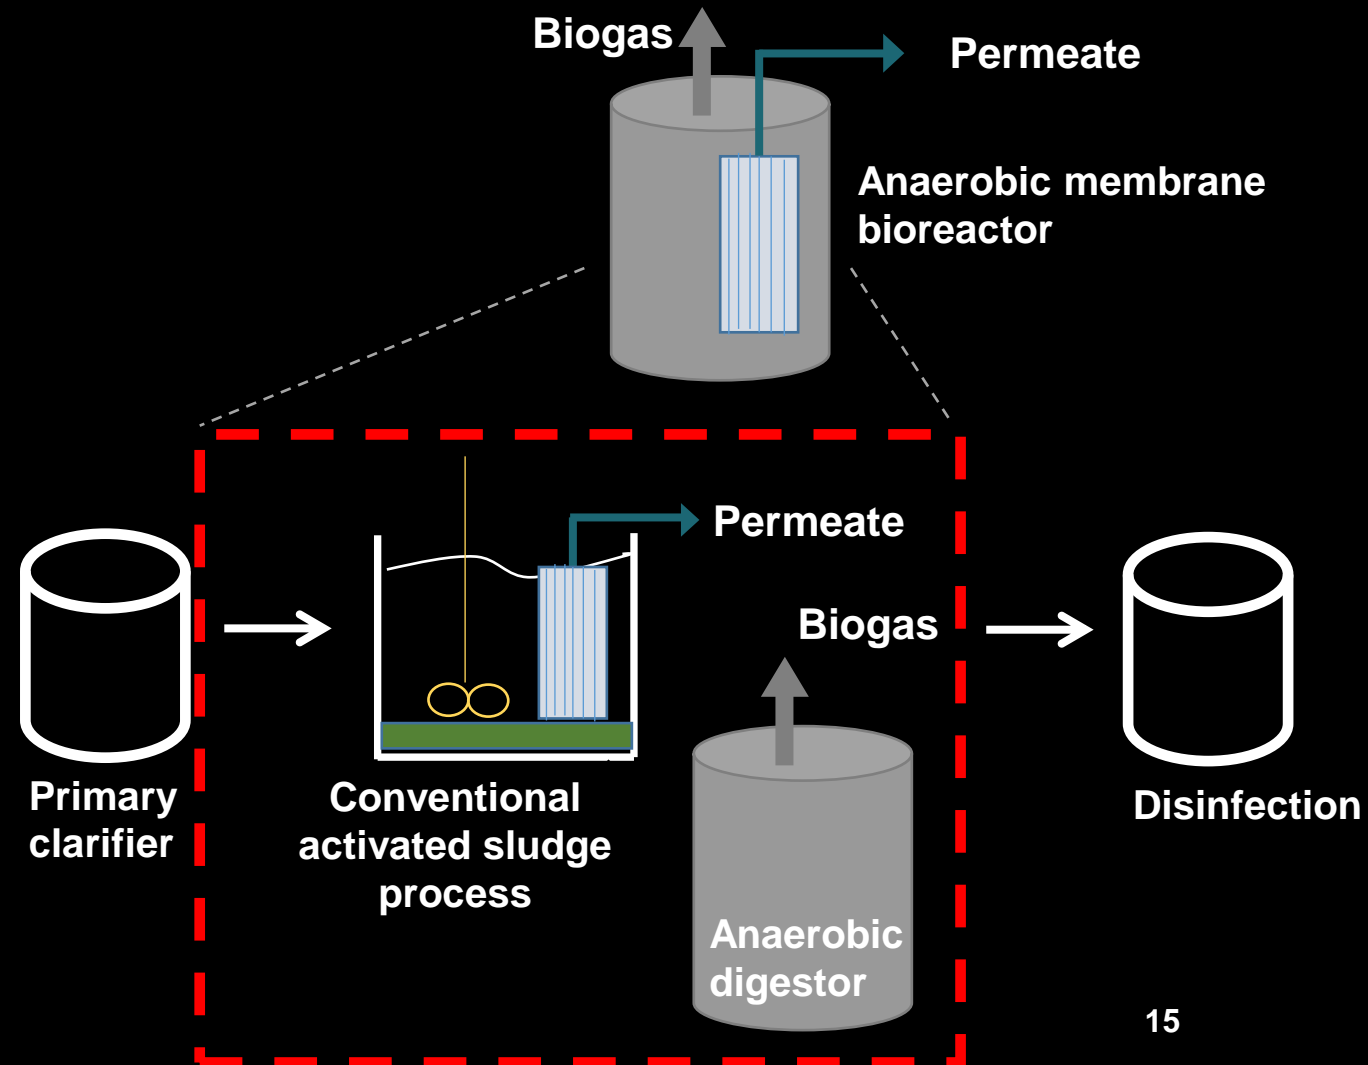 Biogas
Permeate
Anaerobic membrane
bioreactor
Permeate
Biogas
Primary
clarifier
Conventional
activated sludge
process
Anaerobic
digestor
Disinfection
15